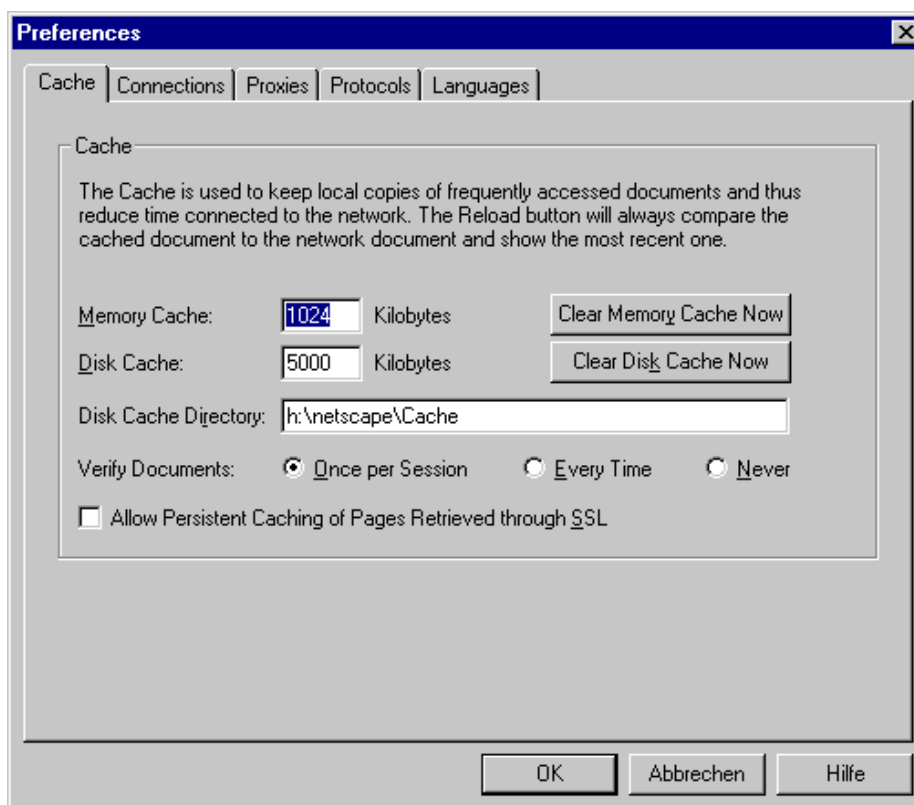 Preferences
Cache Connections Proxies Protocols Languages
Cache
The Cache is used to keep local copies of frequently accessed documents and thus
reduce time connected to the network. The Reload button will always compare the
cached document to the network document and show the most recent one.
Memory Cache: 1024 Kilobytes Clear Memory Cache Now
Disk Cache: 5000 Kilobytes Clear Disk Cache Now
Disk Cache Directory: h:\netscape\Cache
Verify Documents: Once per Session Every Time Never
Allow Persistent Caching of Pages Retrieved through SSL
OK Abbrechen Hilfe